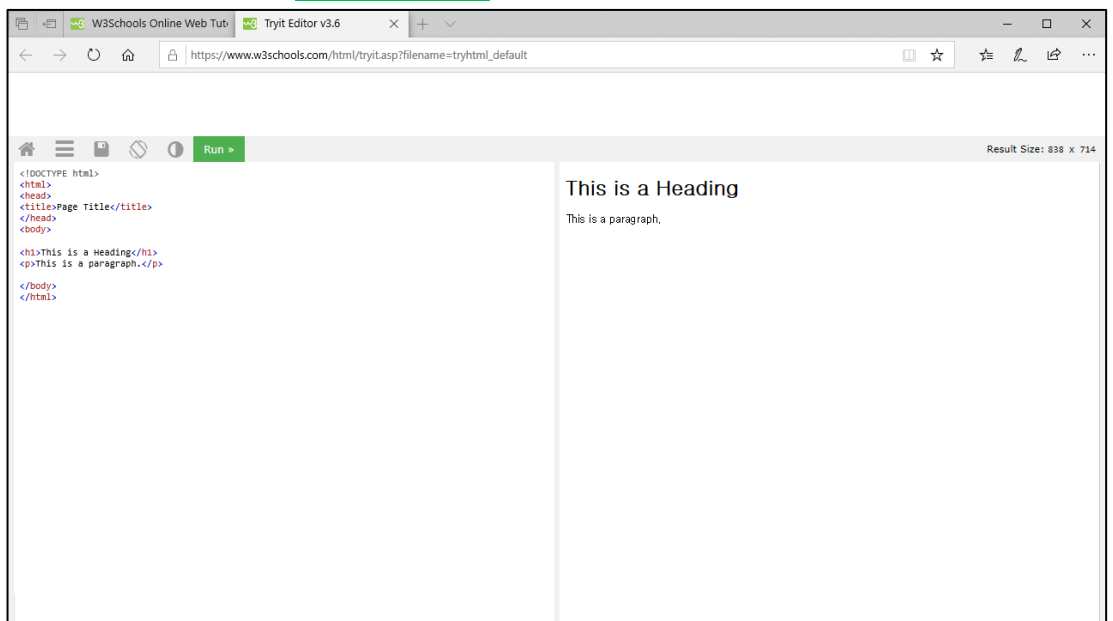 W3Schools Online Web Tut
Tryit Editor v3.6
https://www.w3schools.com/html/tryit.asp?filename=tryhtml_default
Run »
Result Size: 838 x 714
<!DOCTYPE html>
<html>
<head>
<title>Page Title</title>
</head>
<body>
<h1>This is a Heading</h1>
<p>This is a paragraph.</p>
</body>
</html>
This is a Heading
This is a paragraph.